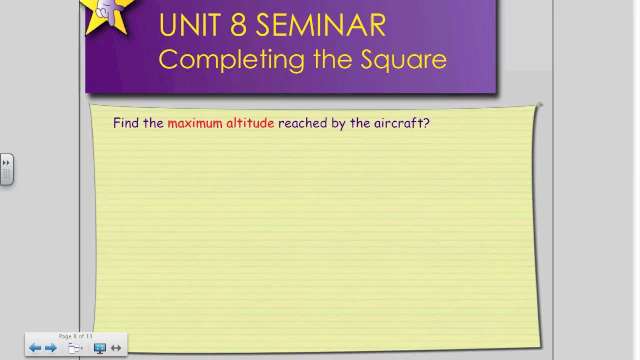 UNIT 8 SEMINAR
Completing the Square
Find the maximum altitude reached by the aircraft?
Page 8 of 13